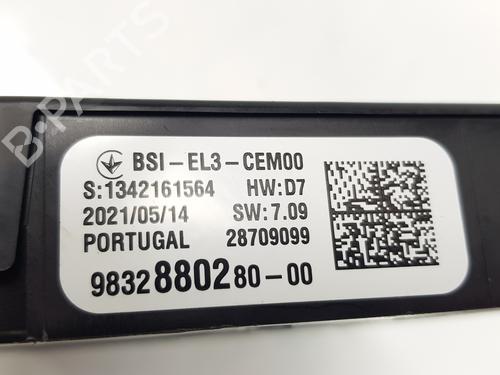 B-PARTS
BSI-EL3-CEM00
S:1342161564 HW:D7
2021/05/14 SW:7.09
PORTUGAL 28709099
9832880280-00